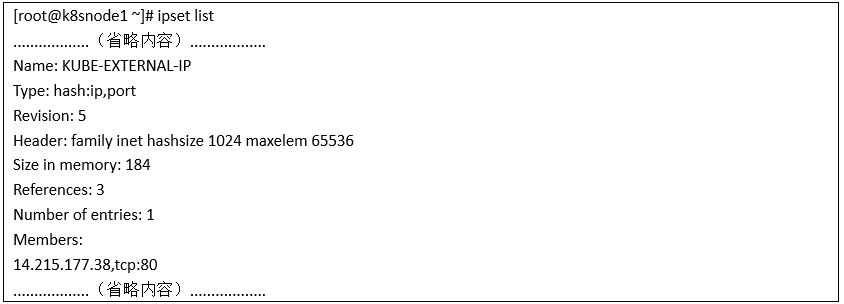 [root@k8snode1 ~]# ipset list
..................（省略内容）..................
Name: KUBE-EXTERNAL-IP
Type: hash:ip,port
Revision: 5
Header: family inet hashsize 1024 maxelem 65536
Size in memory: 184
References: 3
Number of entries: 1
Members:
14.215.177.38,tcp:80
..................（省略内容）..................